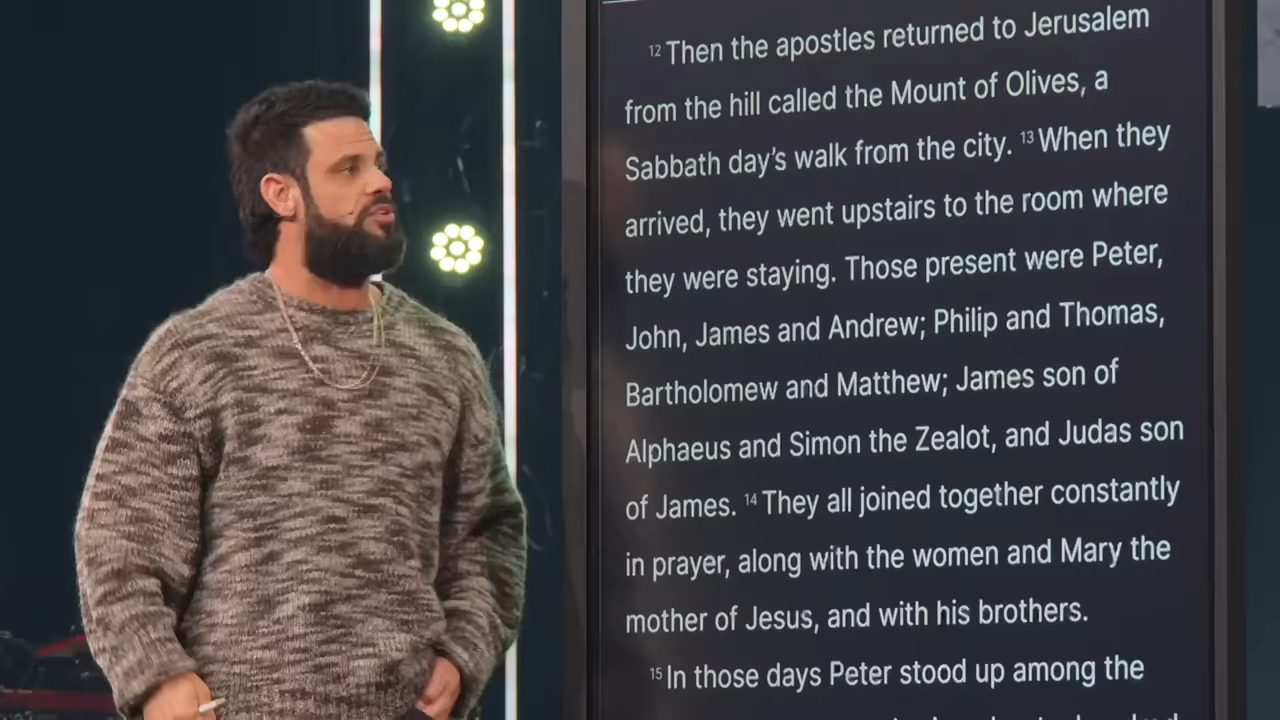 12 Then the apostles returned to Jerusalem
from the hill called the Mount of Olives, a
Sabbath day's walk from the city. 13 When they
arrived, they went upstairs to the room where
they were staying. Those present were Peter,
John, James and Andrew; Philip and Thomas,
Bartholomew and Matthew; James son of
Alphaeus and Simon the Zealot, and Judas son
of James. 14 They all joined together constantly
in prayer, along with the women and Mary the
mother of Jesus, and with his brothers.
15 In those days Peter stood up among the